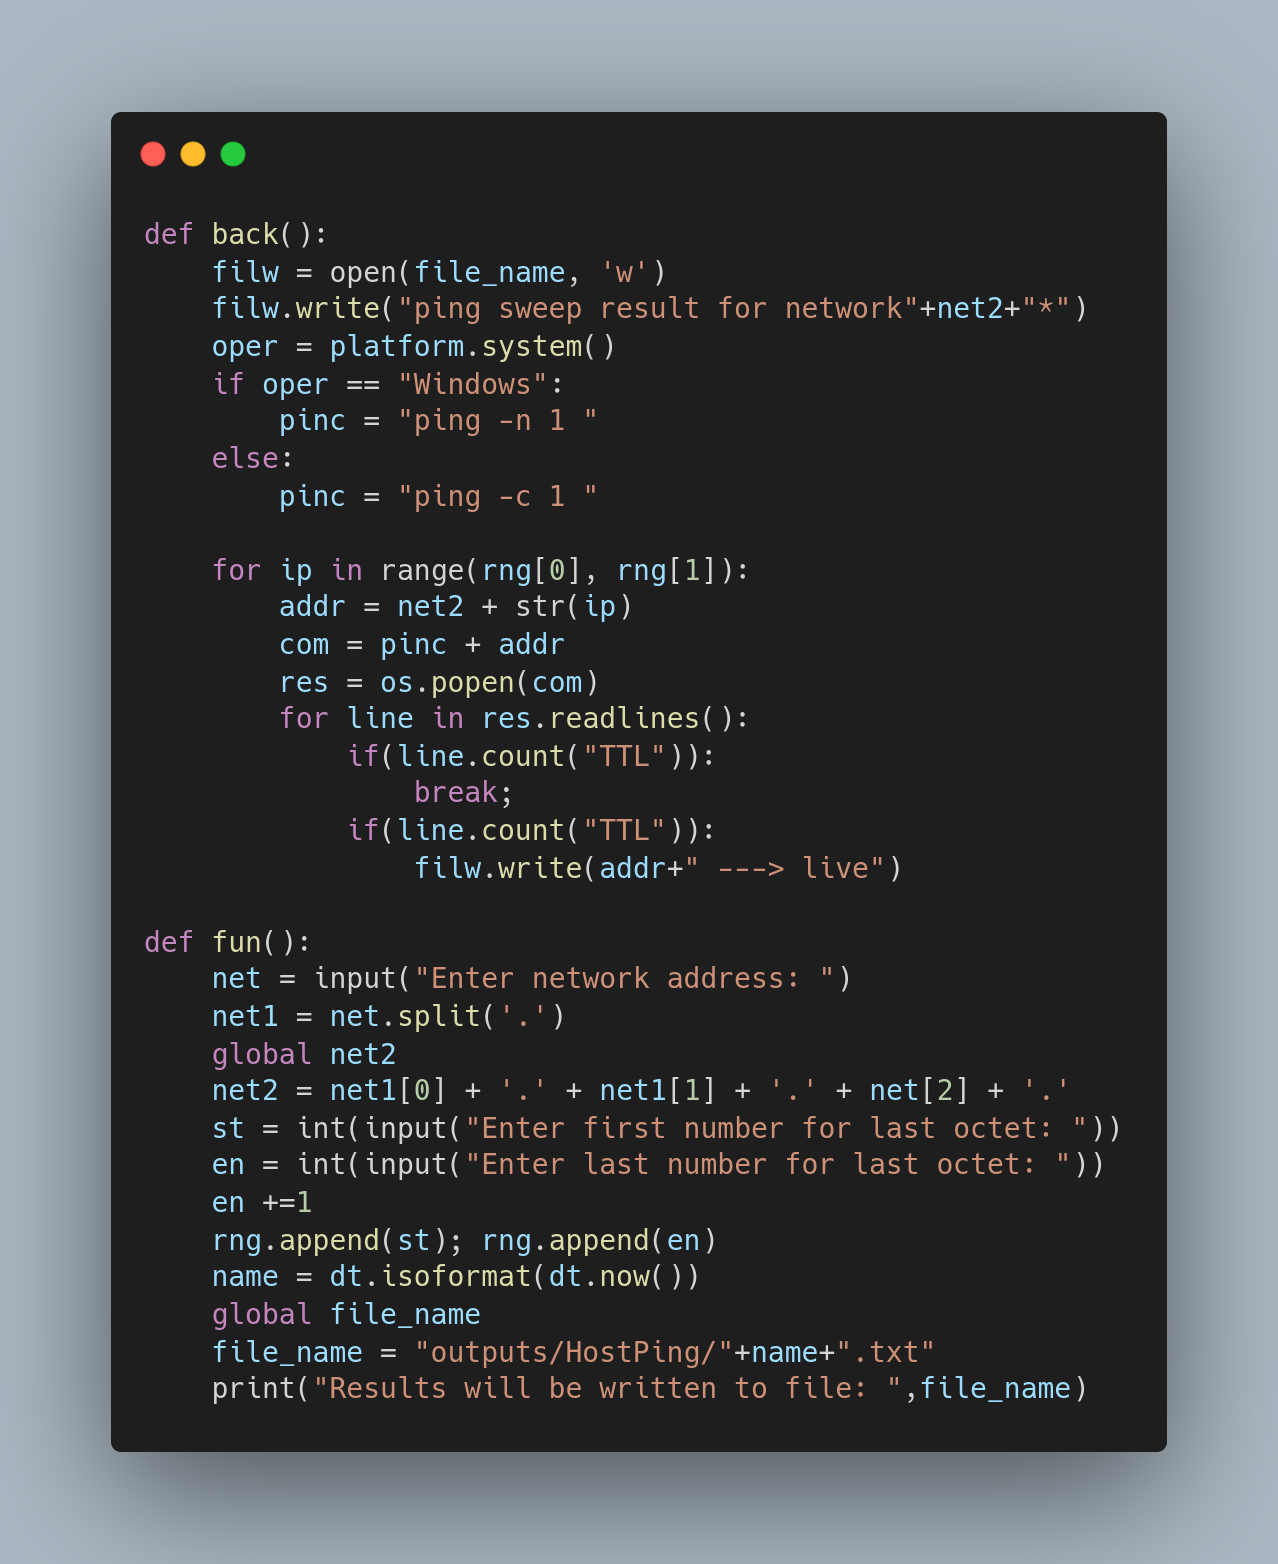 def back():
    filw = open(file_name, 'w')
    filw.write("ping sweep result for network"+net2+"*")
    oper = platform.system()
    if oper == "Windows":
        pinc = "ping -n 1 "
    else:
        pinc = "ping -c 1 "

    for ip in range(rng[0], rng[1]):
        addr = net2 + str(ip)
        com = pinc + addr
        res = os.popen(com)
        for line in res.readlines():
            if(line.count("TTL")):
                break;
            if(line.count("TTL")):
                filw.write(addr+" ---> live")

def fun():
    net = input("Enter network address: ")
    net1 = net.split('.')
    global net2
    net2 = net1[0] + '.' + net1[1] + '.' + net[2] + '.'
    st = int(input("Enter first number for last octet: "))
    en = int(input("Enter last number for last octet: "))
    en +=1
    rng.append(st); rng.append(en)
    name = dt.isoformat(dt.now())
    global file_name
    file_name = "outputs/HostPing/"+name+".txt"
    print("Results will be written to file: ",file_name)